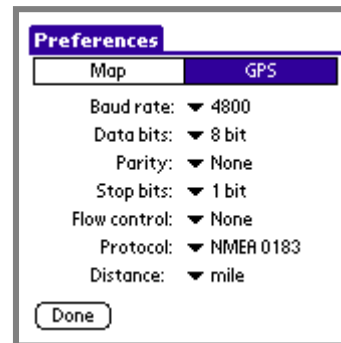 Preferences
Map GPS
Baud rate: 4800
Data bits: 8 bit
Parity: None
Stop bits: 1 bit
Flow control: None
Protocol: NMEA 0183
Distance: mile
Done